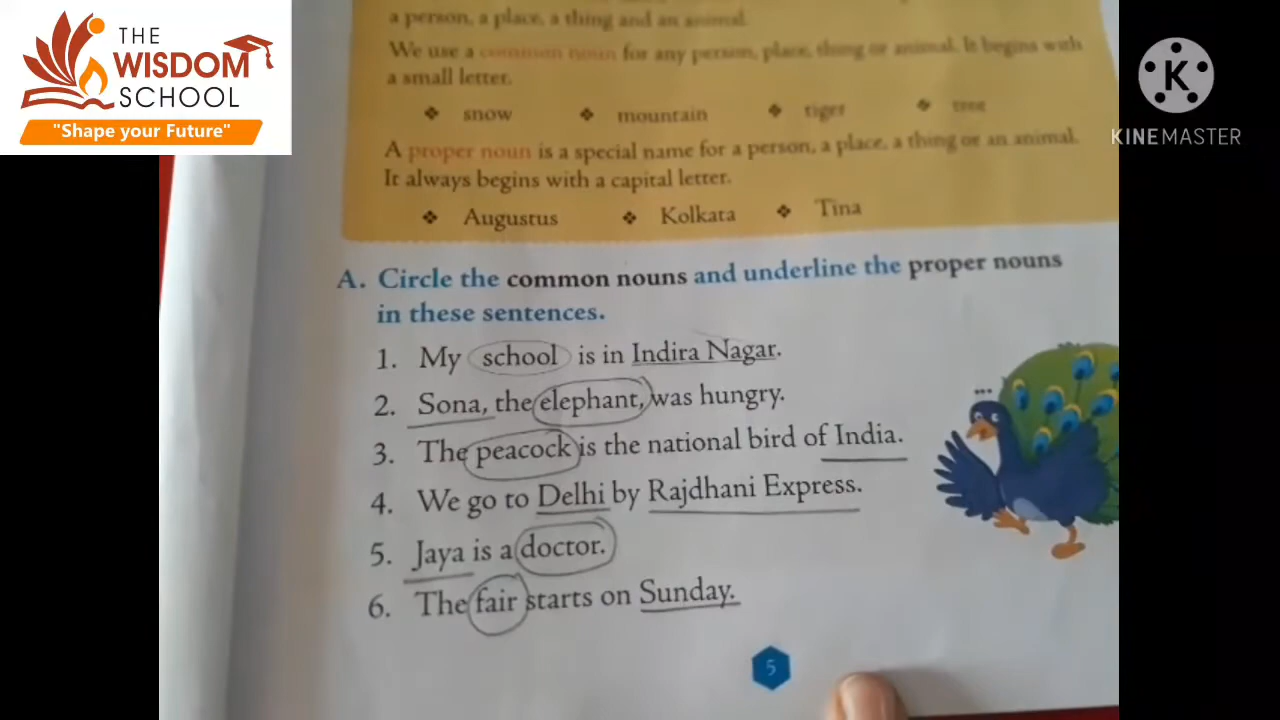 THE
WISDOM
SCHOOL
"Shape your Future"
K
KINEMASTER
a person, a place, a thing and an animal.
We use a common noun for any person, place, thing or animal. It begins with
a small letter.
❖ snow ❖ mountain ❖ tiger ❖ tree
A proper noun is a special name for a person, a place, a thing or an animal.
It always begins with a capital letter.
❖ Augustus ❖ Kolkata ❖ Tina
A. Circle the common nouns and underline the proper nouns
in these sentences.
1. My school is in Indira Nagar.
2. Sona, the elephant, was hungry.
3. The peacock is the national bird of India.
4. We go to Delhi by Rajdhani Express.
5. Jaya is a doctor.
6. The fair starts on Sunday.
5